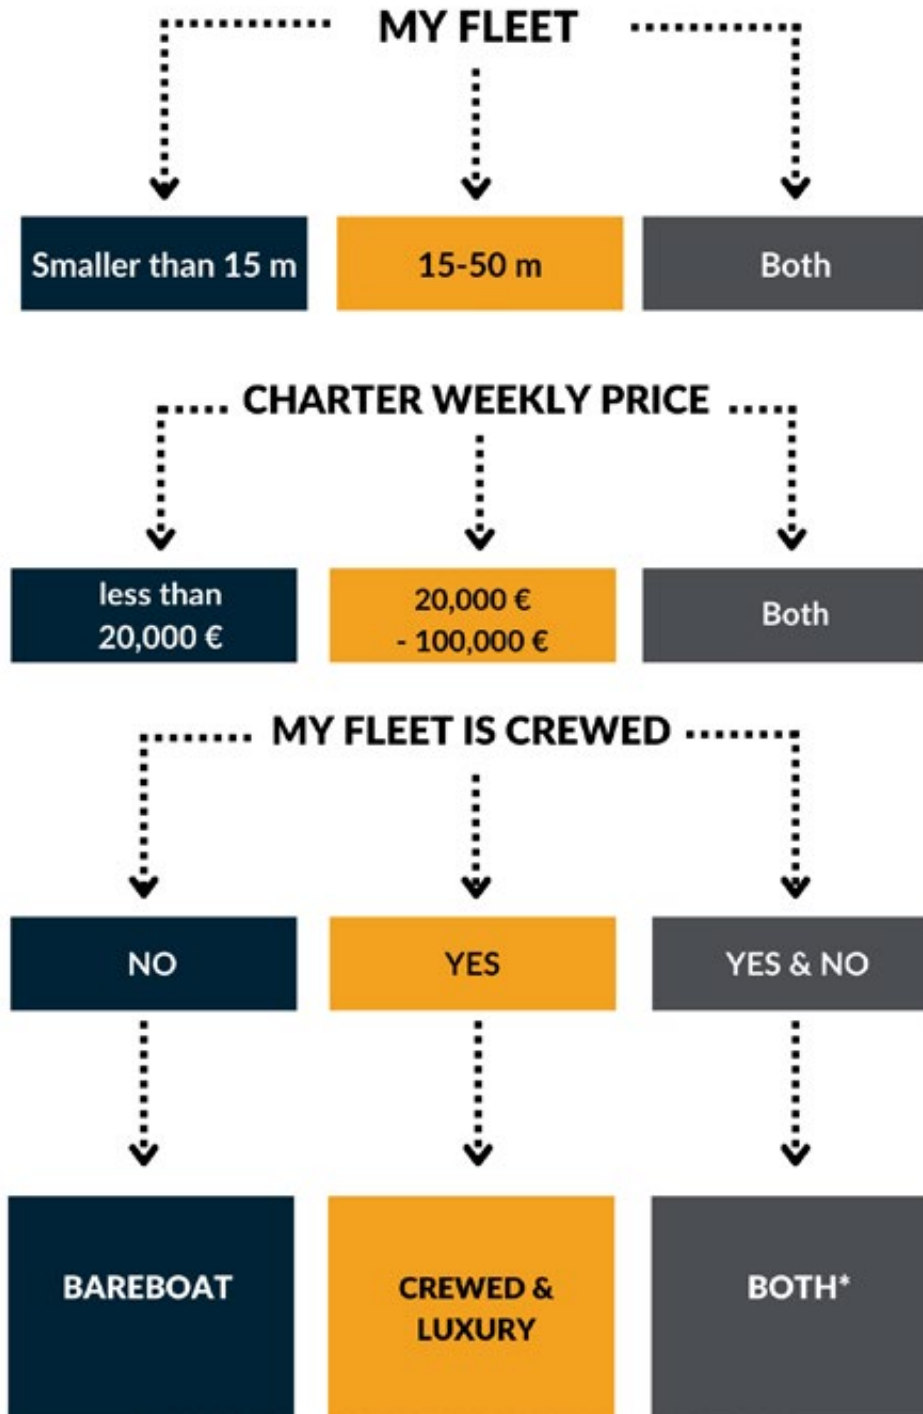 MY FLEET
Smaller than 15 m
15-50 m
Both
CHARTER WEEKLY PRICE
less than
20,000 €
20,000 €
- 100,000 €
Both
MY FLEET IS CREWED
NO
YES
YES & NO
BAREBOAT
CREWED &
LUXURY
BOTH*